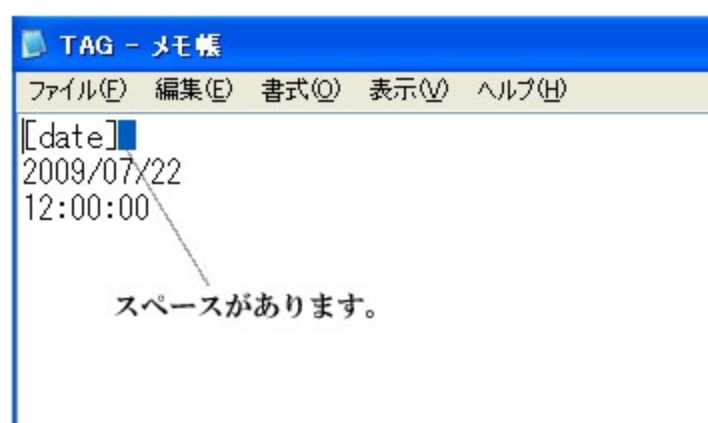 TAG - メモ帳
ファイル(F) 編集(E) 書式(O) 表示(V) ヘルプ(H)
[date] 
2009/07/22
12:00:00
スペースがあります。